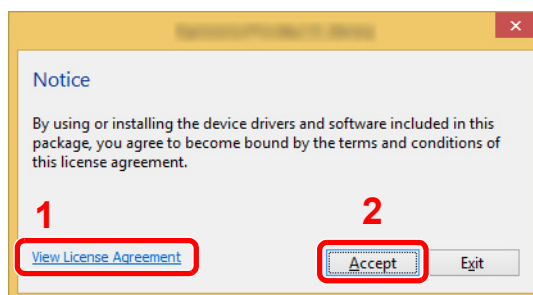 Notice
By using or installing the device drivers and software included in this
package, you agree to become bound by the terms and conditions of
this license agreement.
1
2
View License Agreement
Accept
Exit